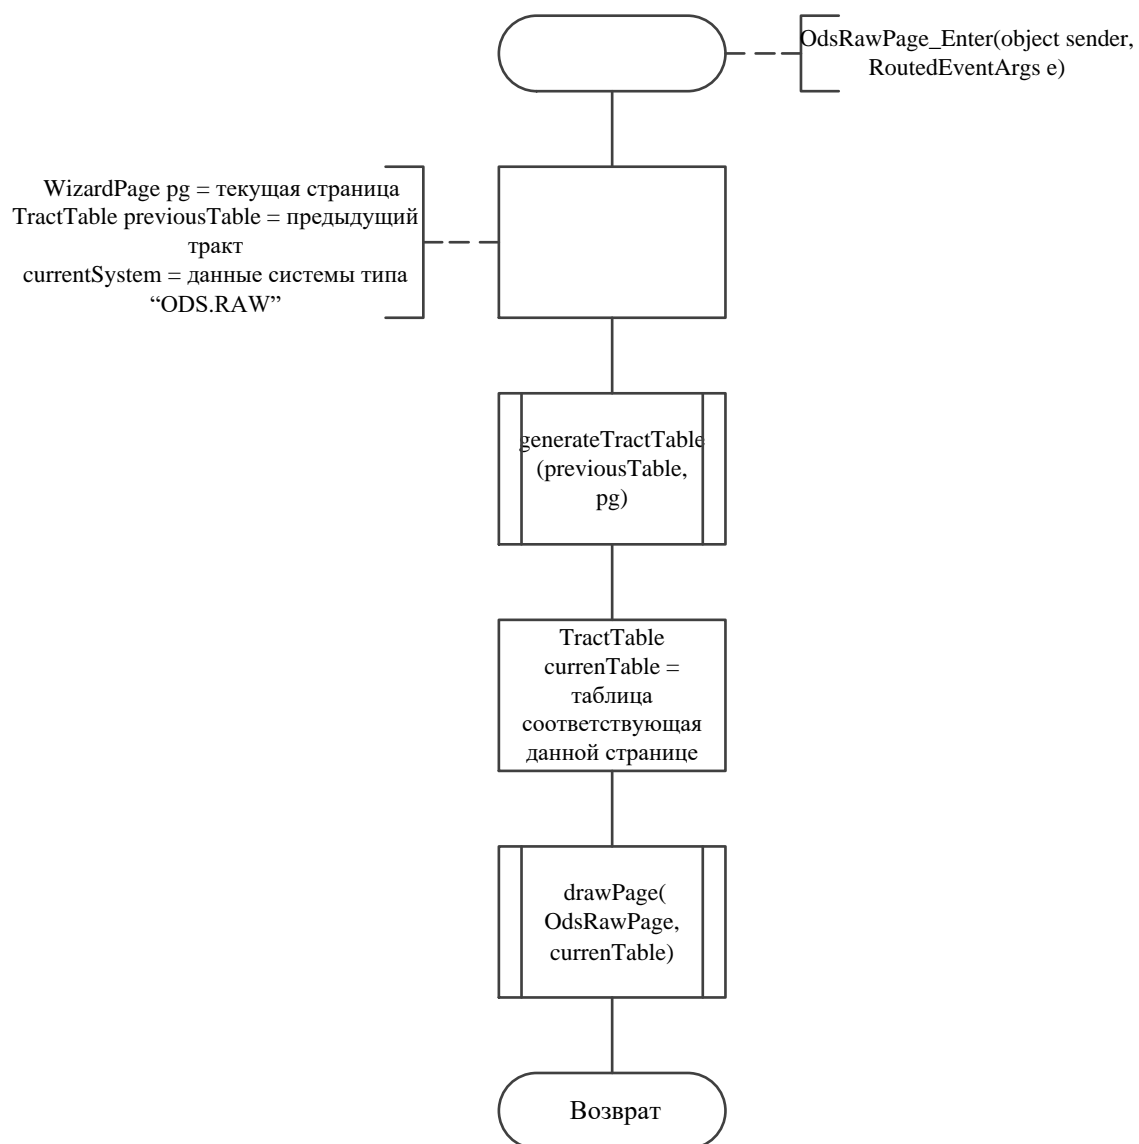 OdsRawPage_Enter(object sender,
RoutedEventArgs e)
WizardPage pg = текущая страница
TractTable previousTable = предыдущий
тракт
currentSystem = данные системы типа
“ODS.RAW”
generateTractTable
(previousTable,
pg)
TractTable
currenTable =
таблица
соответствующая
данной странице
drawPage(
OdsRawPage,
currenTable)
Возврат